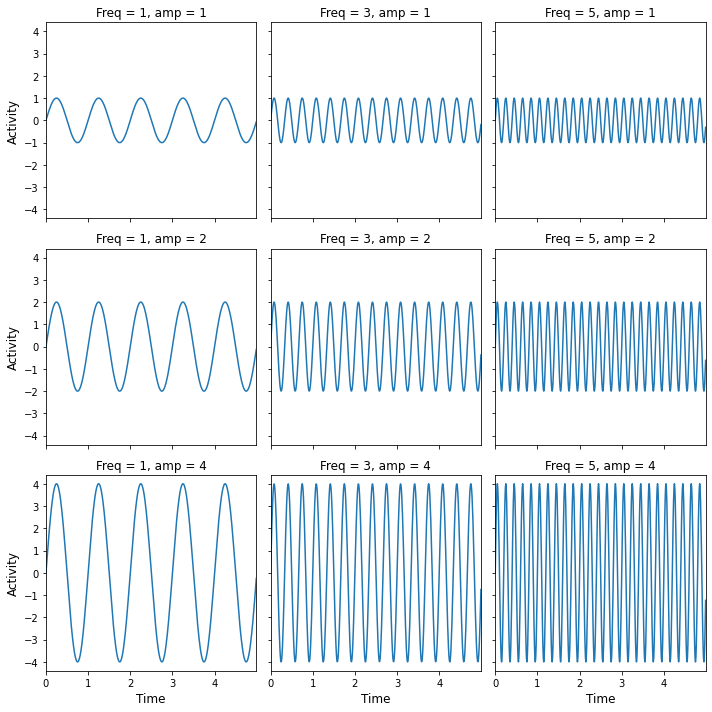 Freq = 1, amp = 1
Freq = 3, amp = 1
Freq = 5, amp = 1
4
3
2
1
0
−1
−2
−3
−4
Activity
Freq = 1, amp = 2
Freq = 3, amp = 2
Freq = 5, amp = 2
4
3
2
1
0
−1
−2
−3
−4
Activity
Freq = 1, amp = 4
Freq = 3, amp = 4
Freq = 5, amp = 4
4
3
2
1
0
−1
−2
−3
−4
Activity
0 1 2 3 4
0 1 2 3 4
0 1 2 3 4
Time
Time
Time